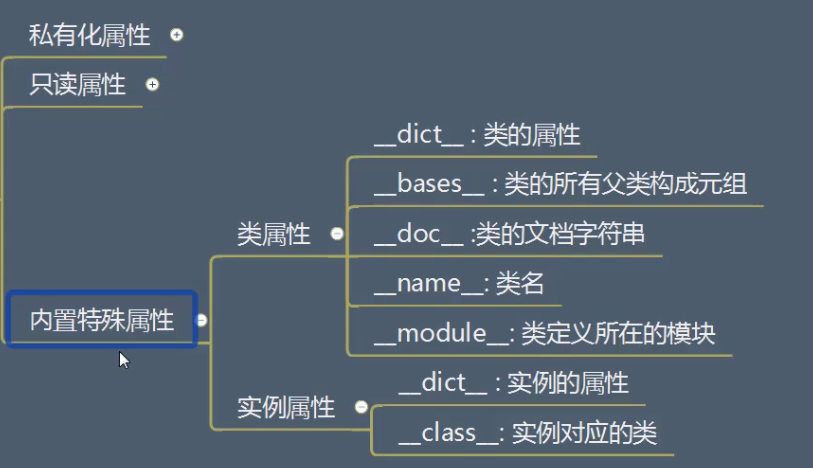 私有化属性
只读属性
__dict__ : 类的属性
__bases__ : 类的所有父类构成元组
类属性
__doc__ :类的文档字符串
__name__: 类名
内置特殊属性
__module__: 类定义所在的模块
__dict__ : 实例的属性
实例属性
__class__: 实例对应的类